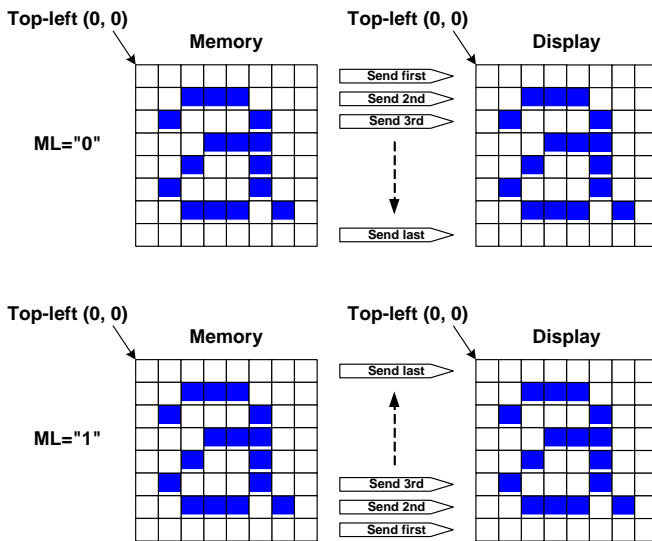 Top-left (0, 0)
Top-left (0, 0)
Memory
Display
Send first
Send 2nd
Send 3rd
ML="0"
Send last
Top-left (0, 0)
Top-left (0, 0)
Memory
Display
Send last
ML="1"
Send 3rd
Send 2nd
Send first